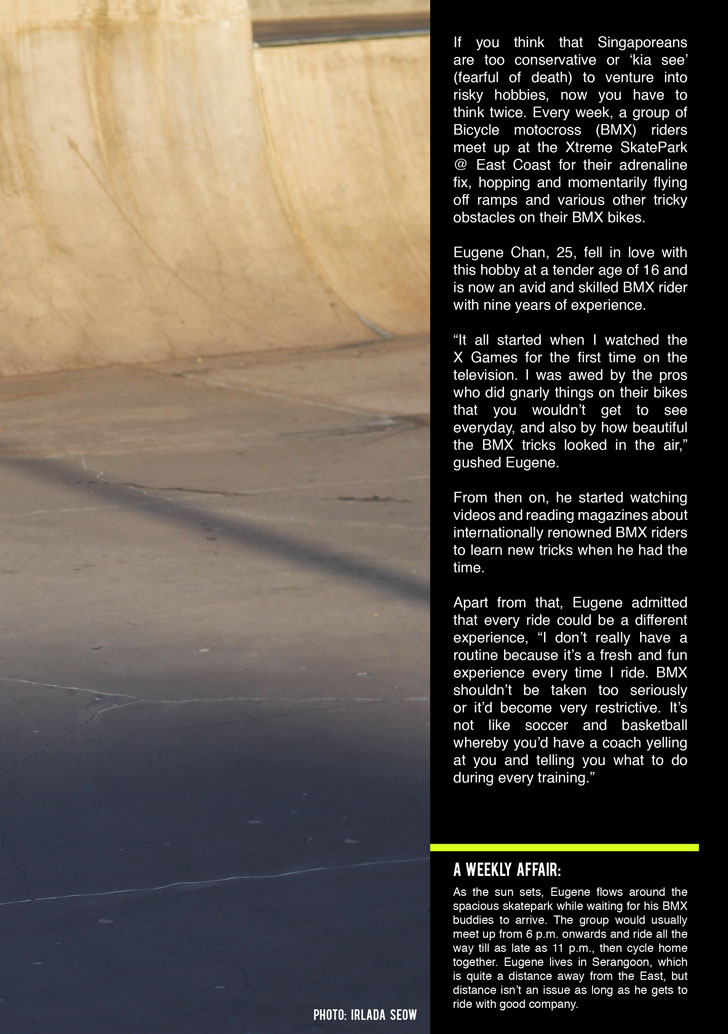 If you think that Singaporeans
are too conservative or ‘kia see’
(fearful of death) to venture into
risky hobbies, now you have to
think twice. Every week, a group of
Bicycle motocross (BMX) riders
meet up at the Xtreme SkatePark
@ East Coast for their adrenaline
fix, hopping and momentarily flying
off ramps and various other tricky
obstacles on their BMX bikes.
Eugene Chan, 25, fell in love with
this hobby at a tender age of 16 and
is now an avid and skilled BMX rider
with nine years of experience.
“It all started when I watched the
X Games for the first time on the
television. I was awed by the pros
who did gnarly things on their bikes
that you wouldn’t get to see
everyday, and also by how beautiful
the BMX tricks looked in the air,”
gushed Eugene.
From then on, he started watching
videos and reading magazines about
internationally renowned BMX riders
to learn new tricks when he had the
time.
Apart from that, Eugene admitted
that every ride could be a different
experience, “I don’t really have a
routine because it’s a fresh and fun
experience every time I ride. BMX
shouldn’t be taken too seriously
or it’d become very restrictive. It’s
not like soccer and basketball
whereby you’d have a coach yelling
at you and telling you what to do
during every training.”
A WEEKLY AFFAIR:
As the sun sets, Eugene flows around the
spacious skatepark while waiting for his BMX
buddies to arrive. The group would usually
meet up from 6 p.m. onwards and ride all the
way till as late as 11 p.m., then cycle home
together. Eugene lives in Serangoon, which
is quite a distance away from the East, but
distance isn’t an issue as long as he gets to
ride with good company.
PHOTO: IRLADA SEOW